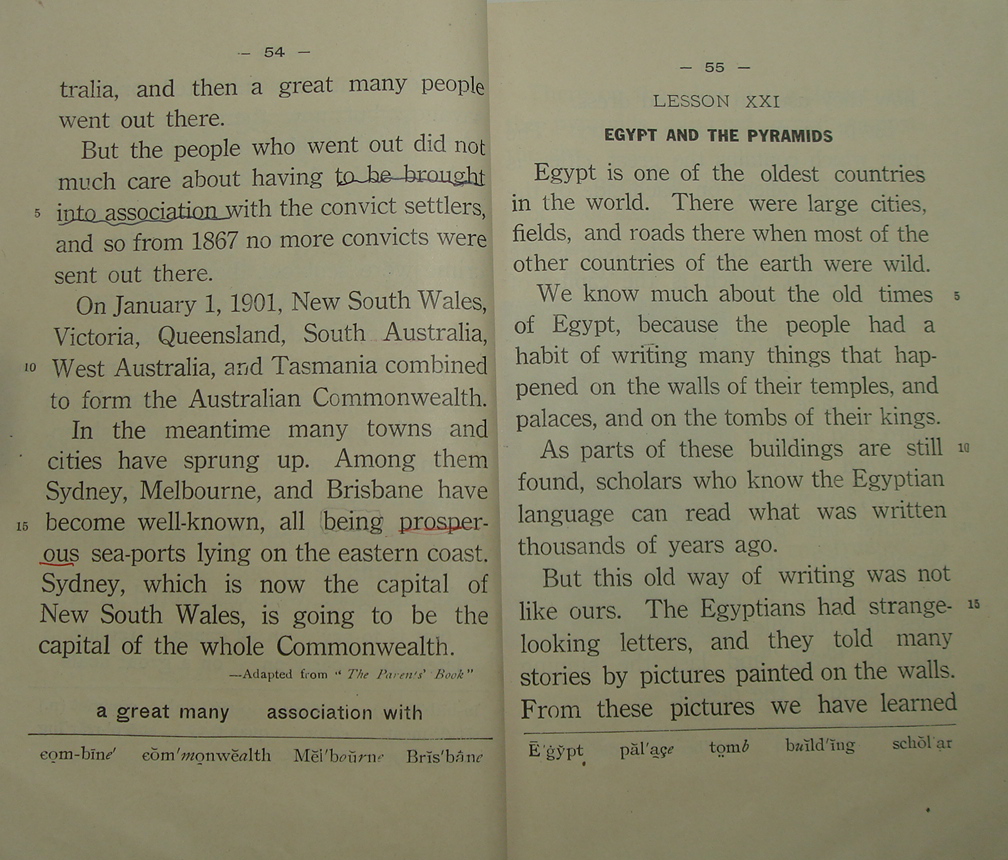 — 54 —
tralia, and then a great many people
went out there.
But the people who went out did not
much care about having to be brought
5 into association with the convict settlers,
and so from 1867 no more convicts were
sent out there.
On January 1, 1901, New South Wales,
Victoria, Queensland, South Australia,
10 West Australia, and Tasmania combined
to form the Australian Commonwealth.
In the meantime many towns and
cities have sprung up. Among them
Sydney, Melbourne, and Brisbane have
15 become well-known, all being prosper-
ous sea-ports lying on the eastern coast.
Sydney, which is now the capital of
New South Wales, is going to be the
capital of the whole Commonwealth.
—Adapted from “ The Parents’ Book”
a great many association with
com-bīne′ cŏm′mo̱nwĕalth Mĕl′boŭrne Brĭs′bâne
— 55 —
LESSON XXI
EGYPT AND THE PYRAMIDS
Egypt is one of the oldest countries
in the world. There were large cities,
fields, and roads there when most of the
other countries of the earth were wild.
We know much about the old times 5
of Egypt, because the people had a
habit of writing many things that hap-
pened on the walls of their temples, and
palaces, and on the tombs of their kings.
As parts of these buildings are still 10
found, scholars who know the Egyptian
language can read what was written
thousands of years ago.
But this old way of writing was not
like ours. The Egyptians had strange- 15
looking letters, and they told many
stories by pictures painted on the walls.
From these pictures we have learned
Ē′ġy̆pt păl′a̱çe to̤mb buĭld′ĭng schŏl′ar